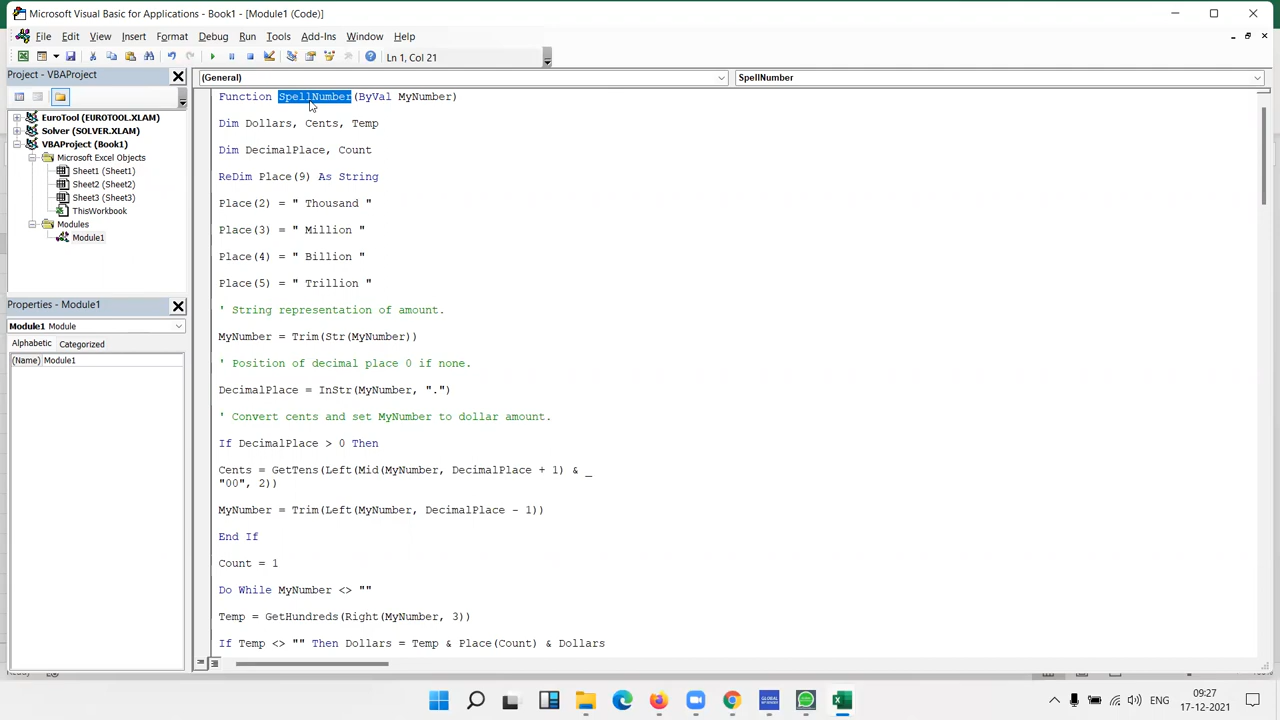 Microsoft Visual Basic for Applications - Book1 - [Module1 (Code)]
File Edit View Insert Format Debug Run Tools Add-Ins Window Help
Ln 1, Col 21
Project - VBAProject
EuroTool (EUROTOOL.XLAM)
Solver (SOLVER.XLAM)
VBAProject (Book1)
Microsoft Excel Objects
Sheet1 (Sheet1)
Sheet2 (Sheet2)
Sheet3 (Sheet3)
ThisWorkbook
Modules
Module1
Properties - Module1
Module1 Module
Alphabetic Categorized
(Name) Module1
(General) SpellNumber
Function SpellNumber(ByVal MyNumber)
Dim Dollars, Cents, Temp
Dim DecimalPlace, Count
ReDim Place(9) As String
Place(2) = " Thousand "
Place(3) = " Million "
Place(4) = " Billion "
Place(5) = " Trillion "
' String representation of amount.
MyNumber = Trim(Str(MyNumber))
' Position of decimal place 0 if none.
DecimalPlace = InStr(MyNumber, ".")
' Convert cents and set MyNumber to dollar amount.
If DecimalPlace > 0 Then
Cents = GetTens(Left(Mid(MyNumber, DecimalPlace + 1) & _
"00", 2))
MyNumber = Trim(Left(MyNumber, DecimalPlace - 1))
End If
Count = 1
Do While MyNumber <> ""
Temp = GetHundreds(Right(MyNumber, 3))
If Temp <> "" Then Dollars = Temp & Place(Count) & Dollars
ENG
09:27
17-12-2021